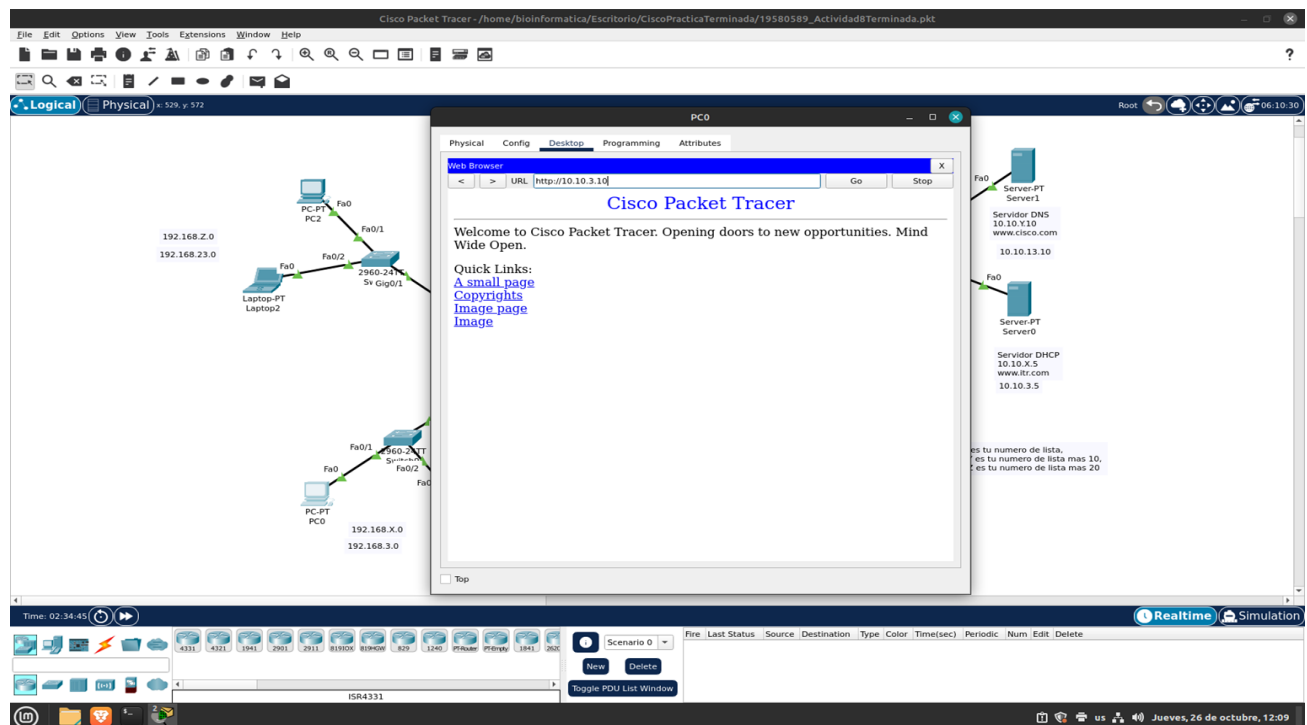 Cisco Packet Tracer - /home/bioinformatica/Escritorio/CiscoPracticaTerminada/19580589_Actividad8Terminada.pkt
File Edit Options View Tools Extensions Window Help
?
Logical Physical x: 529, y: 572
Root 06:10:30
PC0
Physical Config Desktop Programming Attributes
Web Browser X
< > URL http://10.10.3.10 Go Stop
Cisco Packet Tracer
Welcome to Cisco Packet Tracer. Opening doors to new opportunities. Mind
Wide Open.
Quick Links:
A small page
Copyrights
Image page
Image
Top
Fa0
PC-PT
PC2
Fa0/1
192.168.Z.0
192.168.23.0
Fa0/2
Fa0
2960-24TT
Gig0/1
Laptop-PT
Laptop2
Fa0/1
2960-24TT
Fa0/2
Fa0
PC-PT
PC0
192.168.X.0
192.168.3.0
Fa0
Server-PT
Server1
Servidor DNS
10.10.Y.10
www.cisco.com
10.10.13.10
Fa0
Server-PT
Server0
Servidor DHCP
10.10.X.5
www.itr.com
10.10.3.5
es tu numero de lista,
es tu numero de lista mas 10,
es tu numero de lista mas 20
Time: 02:34:45
Realtime Simulation
4331 4321 1941 2901 2911 819IOX 819HGW 829 1240 PT-Router PT-Empty 1841
ISR4331
Scenario 0
New Delete
Toggle PDU List Window
Fire Last Status Source Destination Type Color Time(sec) Periodic Num Edit Delete
us Jueves, 26 de octubre, 12:09